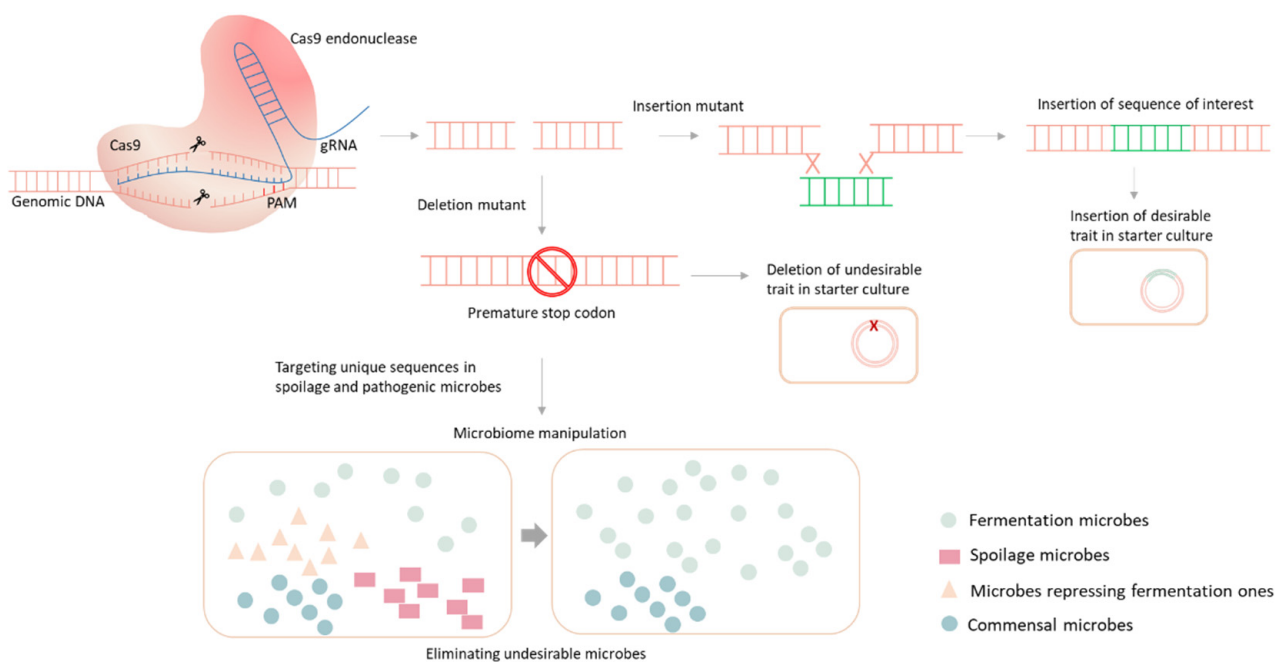 Cas9 endonuclease
Cas9
gRNA
Genomic DNA
PAM
Insertion mutant
Insertion of sequence of interest
Deletion mutant
Insertion of desirable
trait in starter culture
Premature stop codon
Deletion of undesirable
trait in starter culture
X
Targeting unique sequences in
spoilage and pathogenic microbes
Microbiome manipulation
Fermentation microbes
Spoilage microbes
Microbes repressing fermentation ones
Commensal microbes
Eliminating undesirable microbes